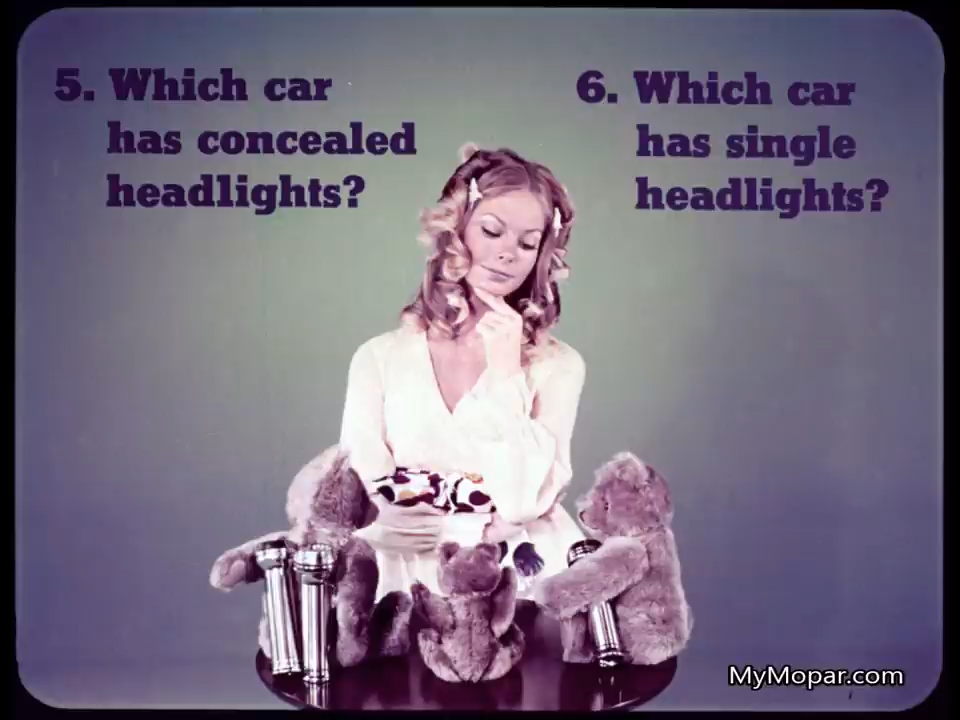 5. Which car
has concealed
headlights?
6. Which car
has single
headlights?
MyMopar.com